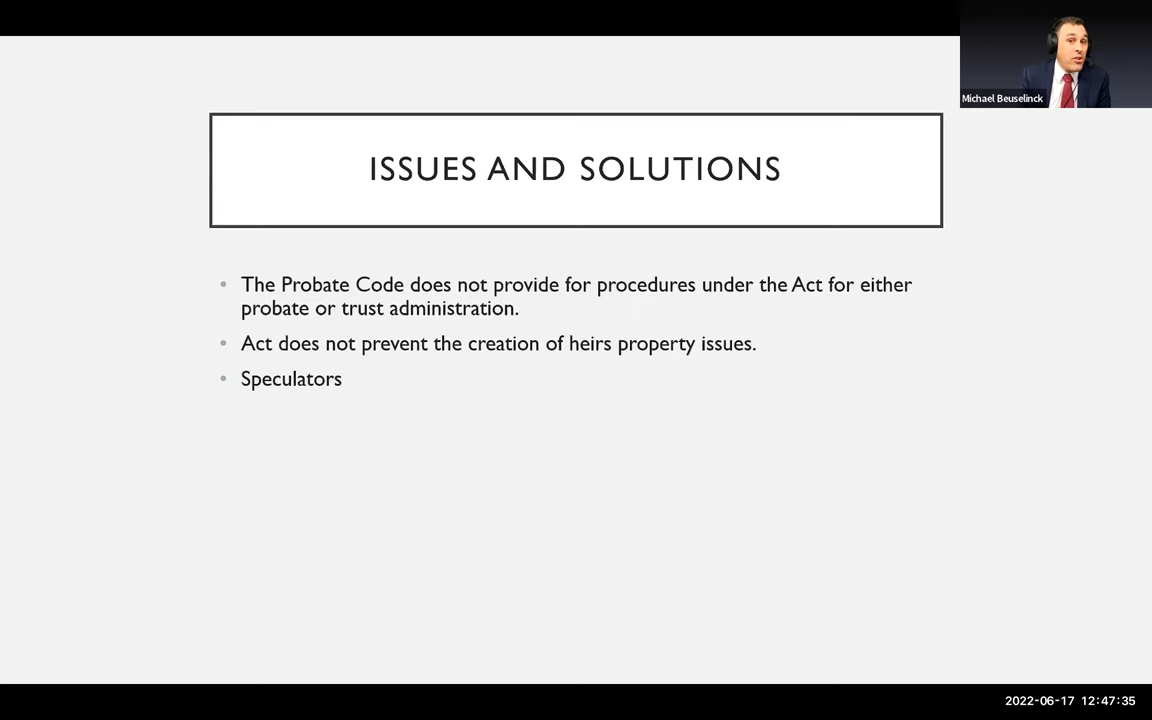 Michael Beuselinck
ISSUES AND SOLUTIONS
• The Probate Code does not provide for procedures under the Act for either
probate or trust administration.
• Act does not prevent the creation of heirs property issues.
• Speculators
2022-06-17 12:47:35